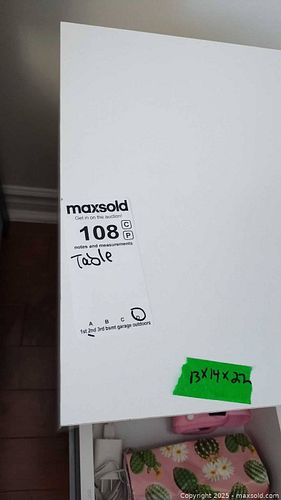 maxsold
Get in on the auction!
108 C
P
notes and measurements
Table
A B C
1st 2nd 3rd bsmt garage outdoors
13x14x22
Copyright 2025 - maxsold.com